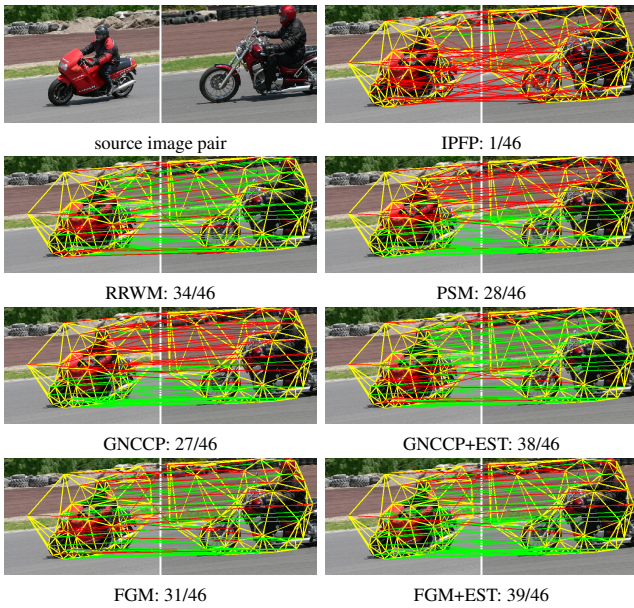 source image pair
IPFP: 1/46
RRWM: 34/46
PSM: 28/46
GNCCP: 27/46
GNCCP+EST: 38/46
FGM: 31/46
FGM+EST: 39/46